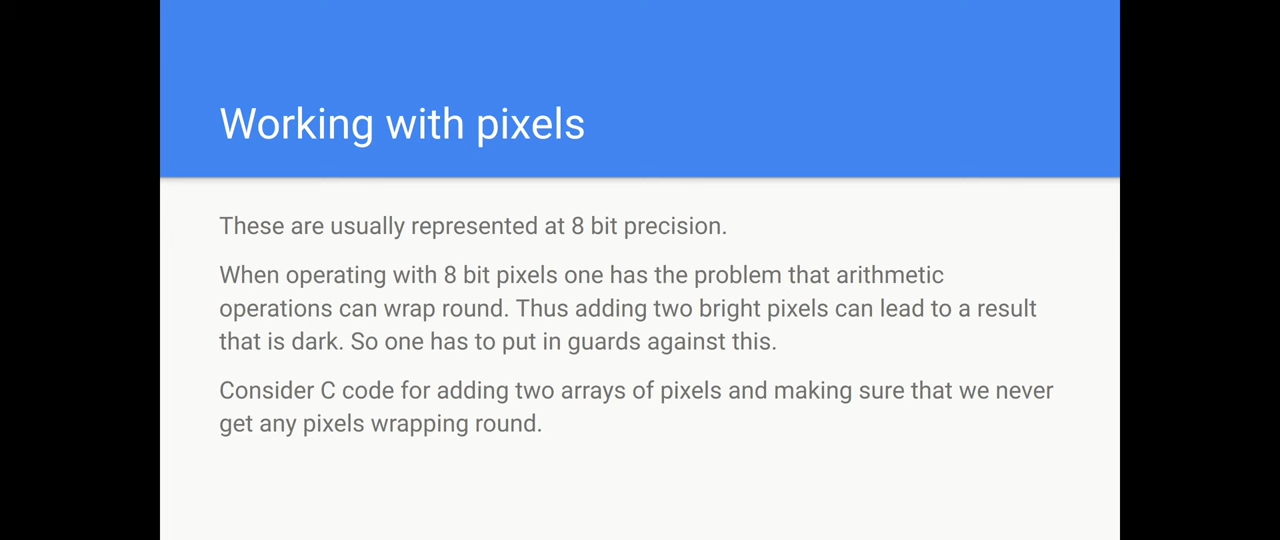 Working with pixels
These are usually represented at 8 bit precision.
When operating with 8 bit pixels one has the problem that arithmetic
operations can wrap round. Thus adding two bright pixels can lead to a result
that is dark. So one has to put in guards against this.
Consider C code for adding two arrays of pixels and making sure that we never
get any pixels wrapping round.